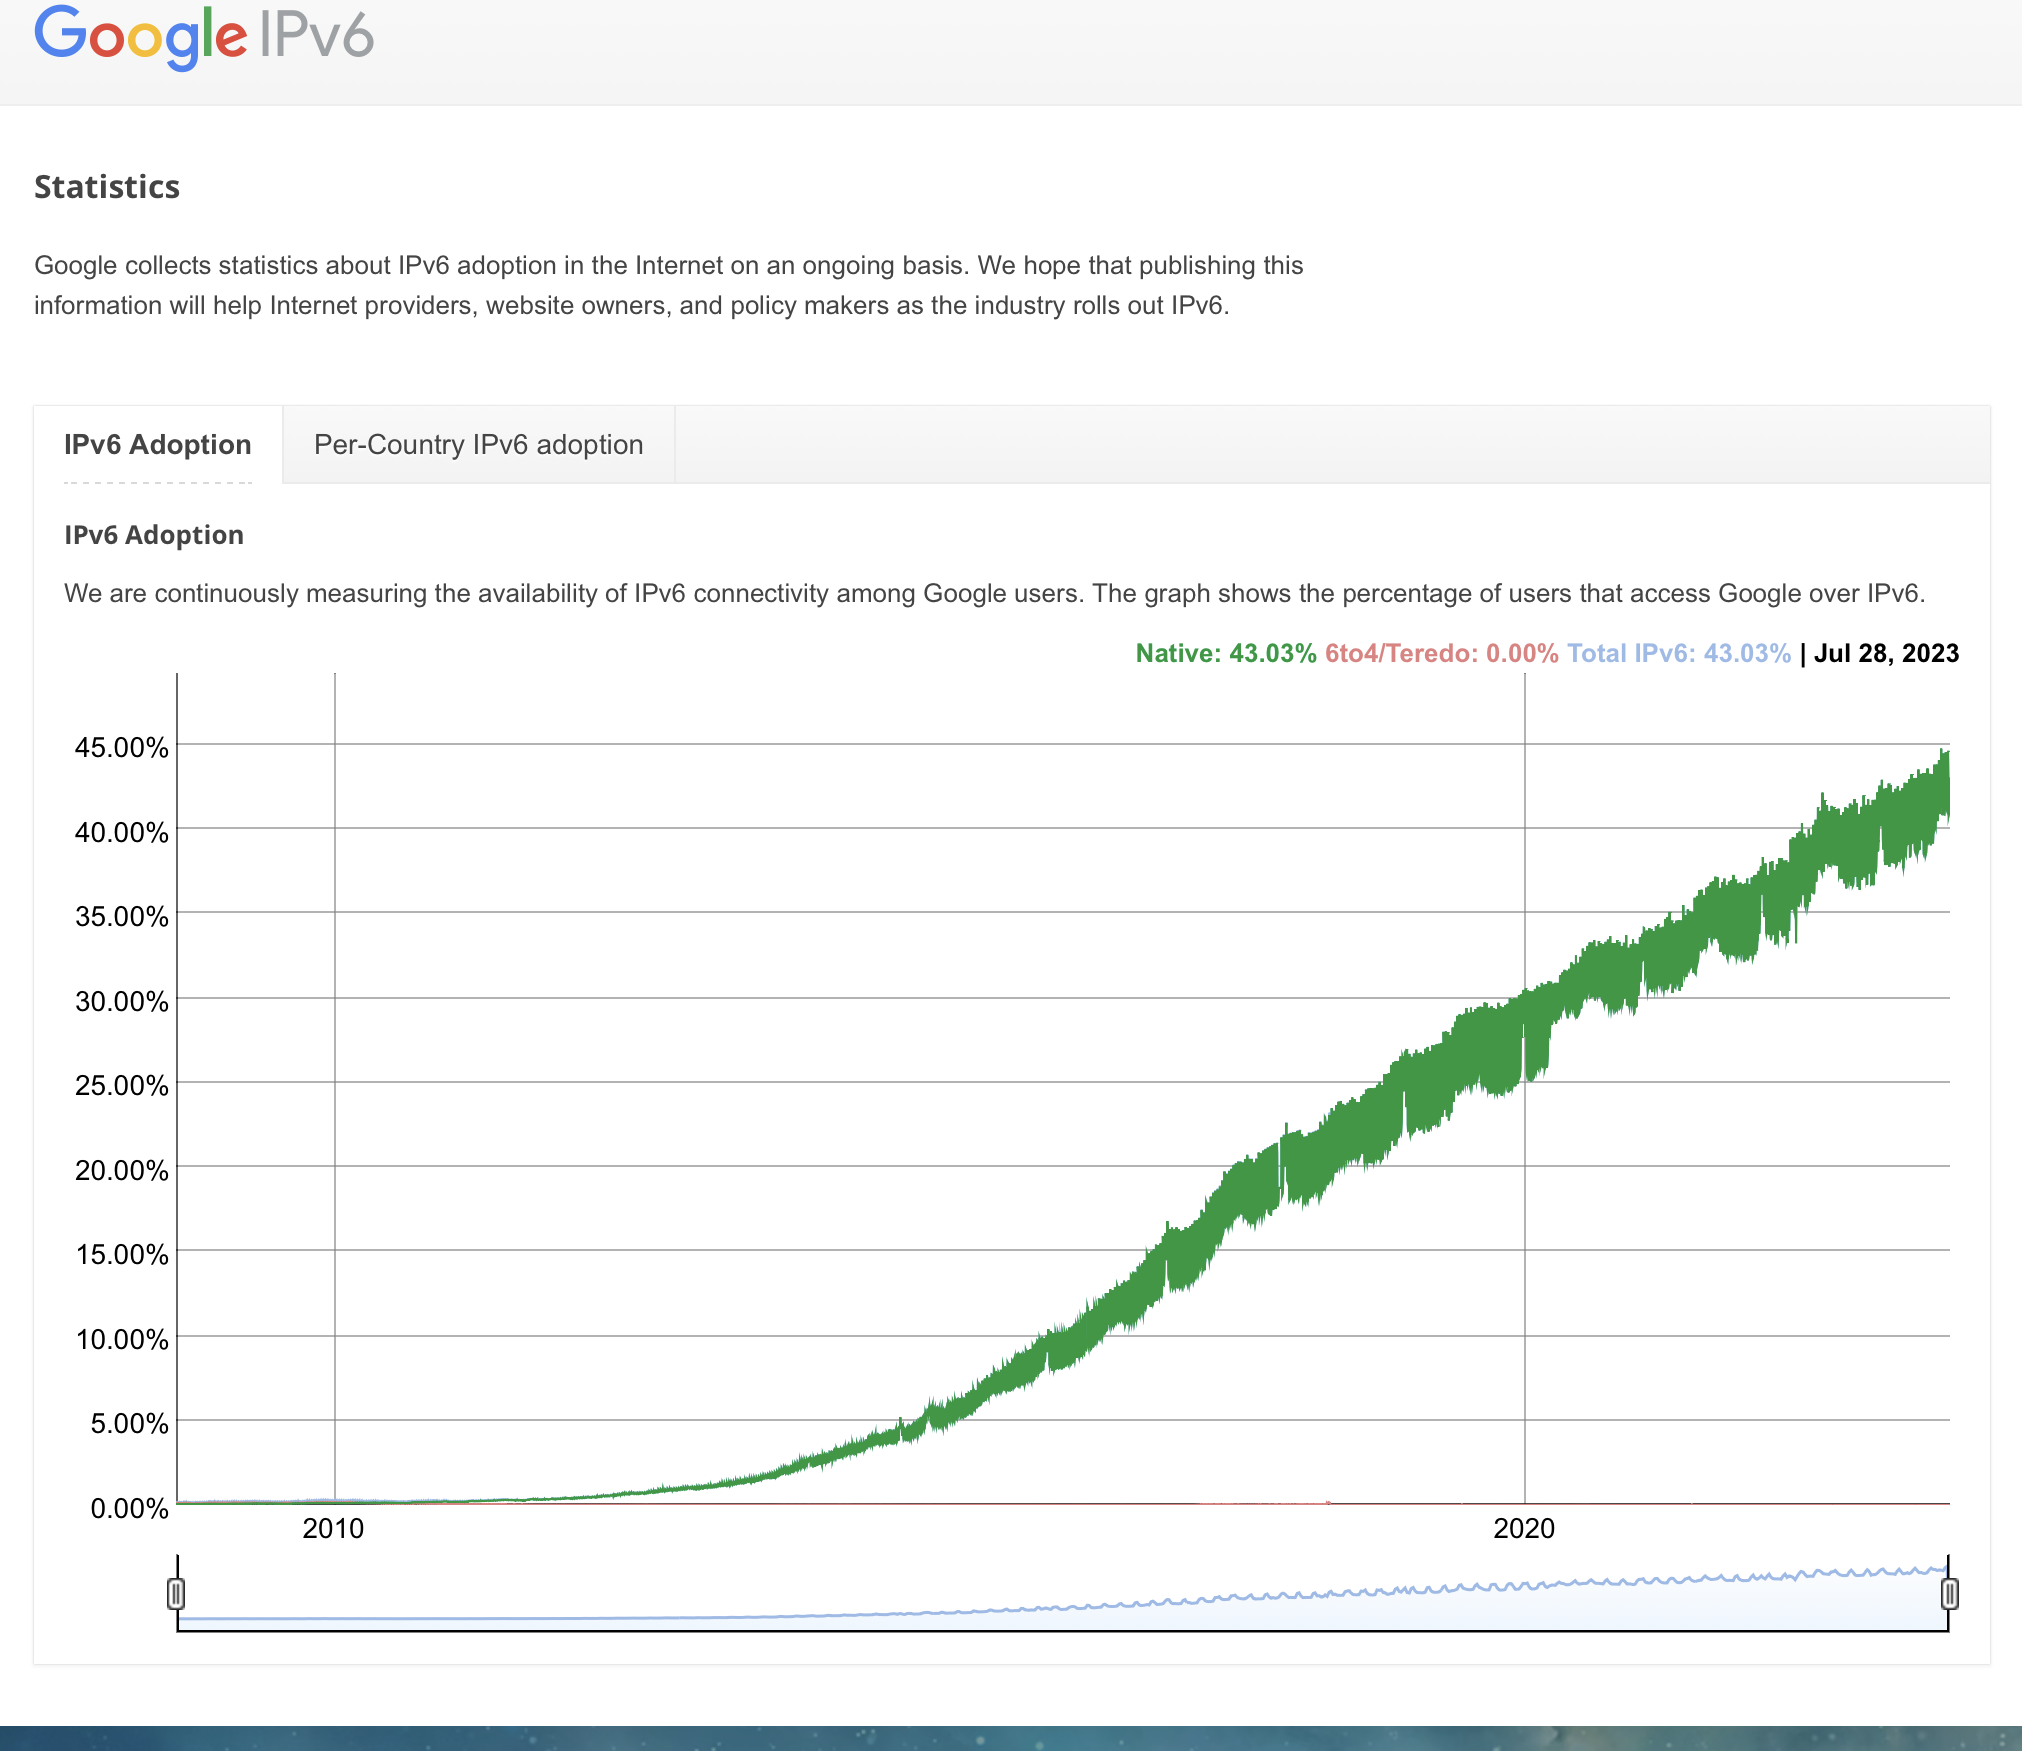 Google IPv6
Statistics
Google collects statistics about IPv6 adoption in the Internet on an ongoing basis. We hope that publishing this
information will help Internet providers, website owners, and policy makers as the industry rolls out IPv6.
IPv6 Adoption
Per-Country IPv6 adoption
IPv6 Adoption
We are continuously measuring the availability of IPv6 connectivity among Google users. The graph shows the percentage of users that access Google over IPv6.
Native: 43.03% 6to4/Teredo: 0.00% Total IPv6: 43.03% | Jul 28, 2023
45.00%
40.00%
35.00%
30.00%
25.00%
20.00%
15.00%
10.00%
5.00%
0.00%
2010
2020